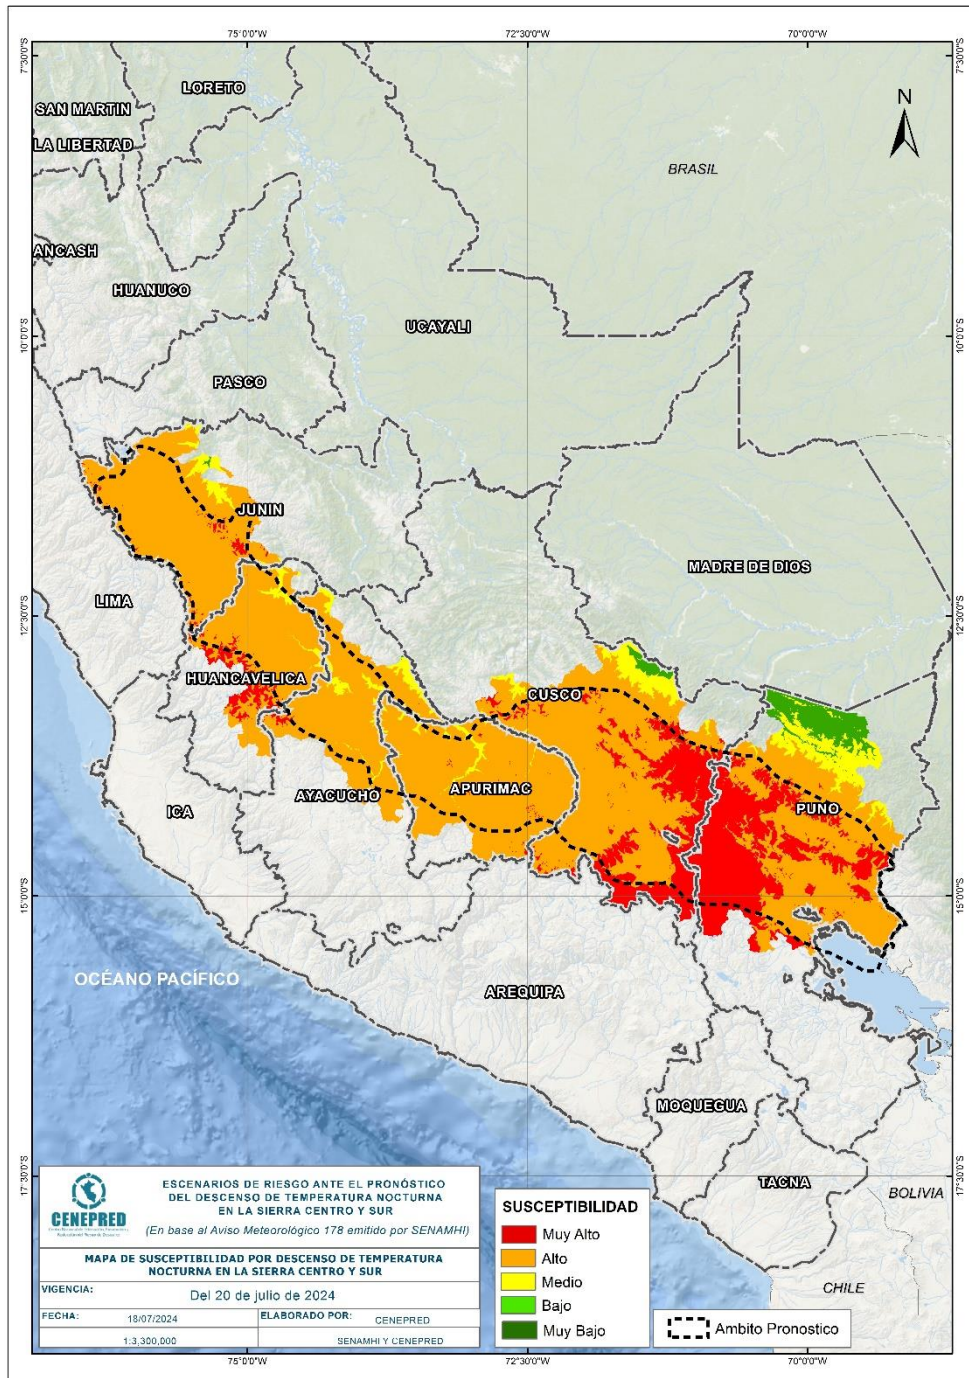 75°0'0"W 72°30'0"W 70°0'0"W
7°30'0"S 7°30'0"S
LORETO
SAN MARTIN
LA LIBERTAD
N
BRASIL
ANCASH
HUANUCO
UCAYALI
10°0'0"S 10°0'0"S
PASCO
JUNIN
MADRE DE DIOS
LIMA
12°30'0"S 12°30'0"S
HUANCAVELICA
CUSCO
APURIMAC
AYACUCHO
PUNO
ICA
15°0'0"S 15°0'0"S
OCÉANO PACÍFICO
AREQUIPA
MOQUEGUA
17°30'0"S 17°30'0"S
TACNA
BOLIVIA
CHILE
CENEPRED
ESCENARIOS DE RIESGO ANTE EL PRONÓSTICO
DEL DESCENSO DE TEMPERATURA NOCTURNA
EN LA SIERRA CENTRO Y SUR
(En base al Aviso Meteorológico 178 emitido por SENAMHI)
MAPA DE SUSCEPTIBILIDAD POR DESCENSO DE TEMPERATURA
NOCTURNA EN LA SIERRA CENTRO Y SUR
VIGENCIA:
Del 20 de julio de 2024
FECHA: 18/07/2024 ELABORADO POR: CENEPRED
1:3,300,000 SENAMHI Y CENEPRED
SUSCEPTIBILIDAD
Muy Alto
Alto
Medio
Bajo
Muy Bajo
Ambito Pronostico
75°0'0"W 72°30'0"W 70°0'0"W